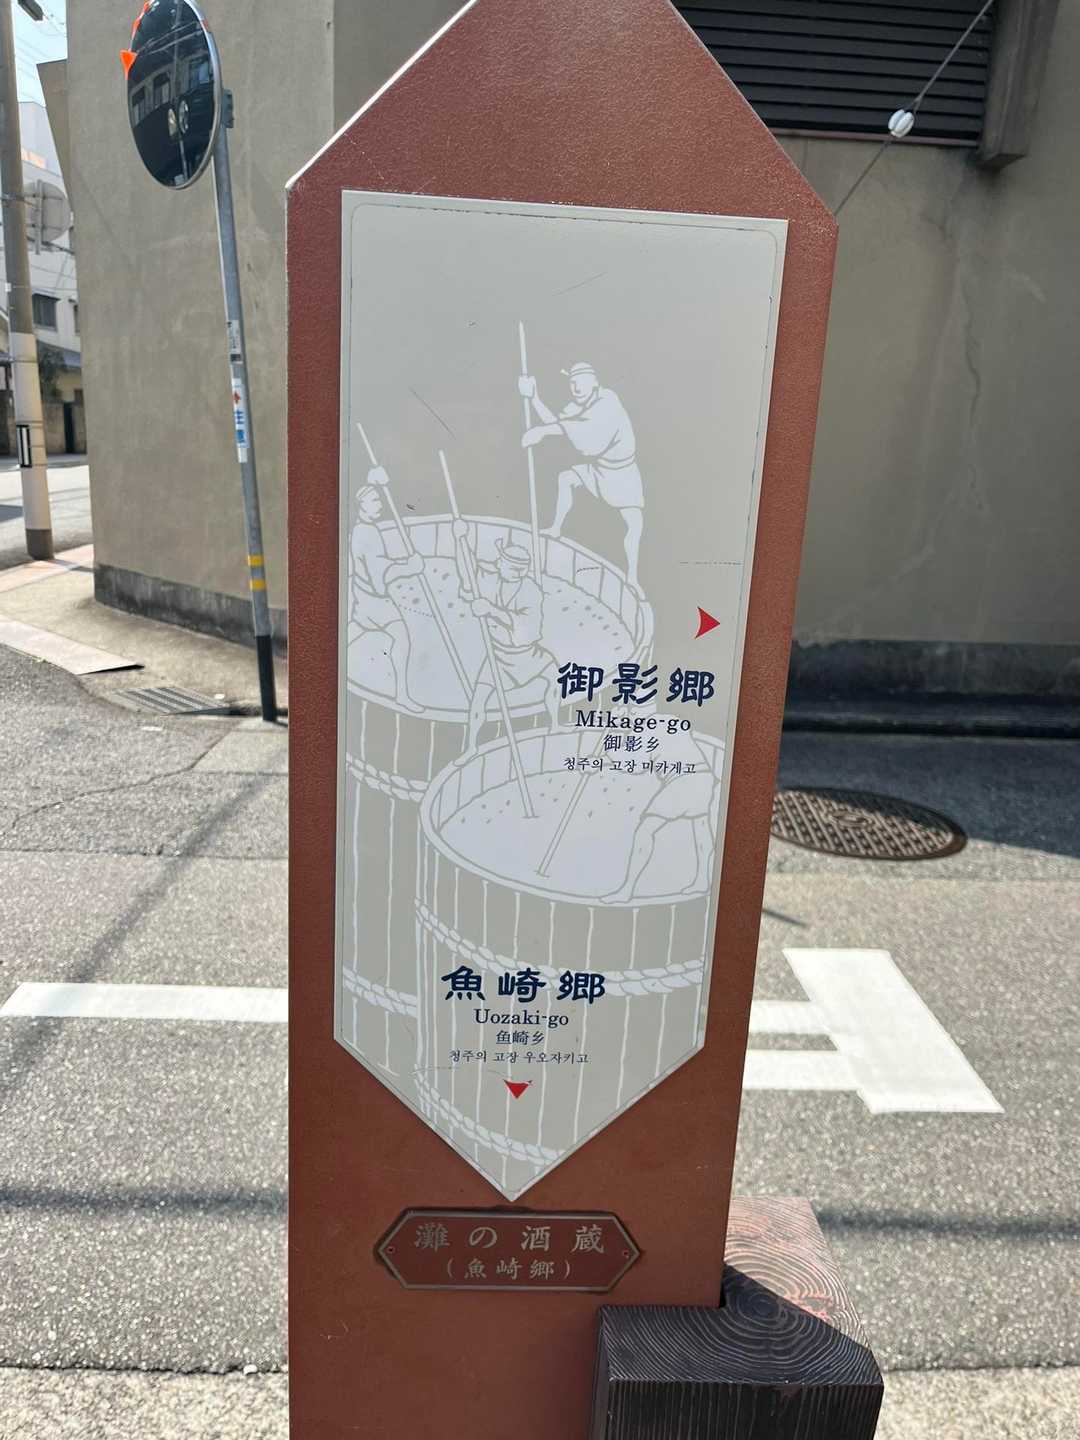 御影郷
Mikage-go
御影乡
청주의 고장 미카게고
魚崎郷
Uozaki-go
鱼崎乡
청주의 고장 우오자키고
灘の酒蔵
(魚崎郷)